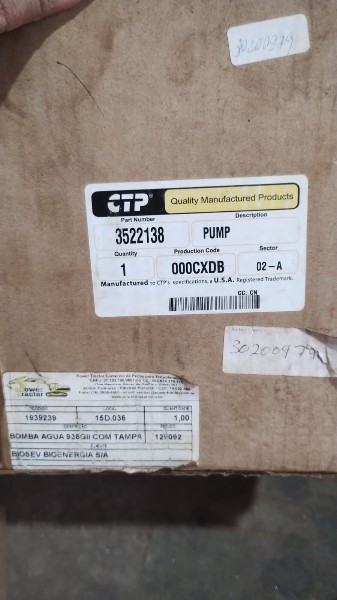 30200979
CTP® Quality Manufactured Products
Part Number Description
3522138 PUMP
Quantity Production Code Sector
1 000CXDB 02-A
Manufactured to CTP's specifications, a U.S.A. Registered Trademark.
CC: CN
30200979
Power
Tractor
1939239 15D.036 1,00
BOMBA AGUA 938GII COM TAMPA 129092
BIOSEV BIOENERGIA S/A